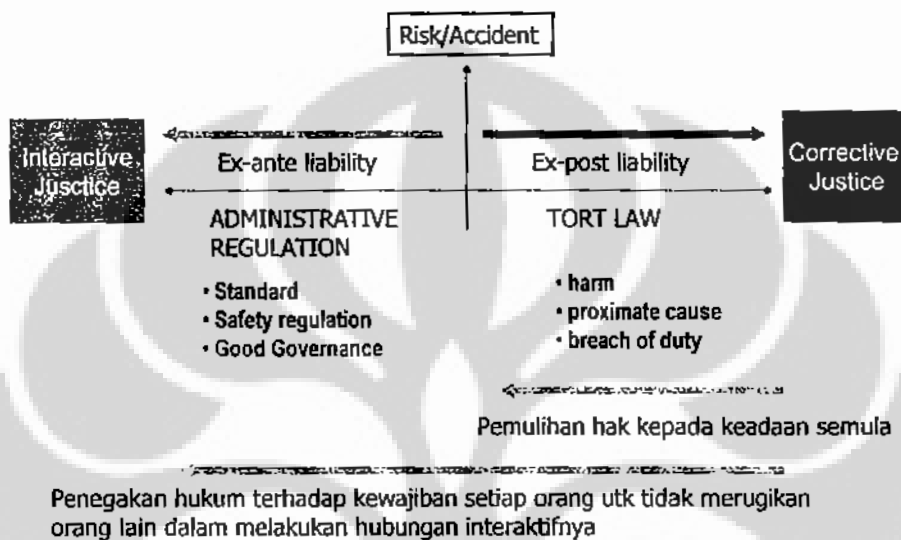 Risk/Accident
Interactive
Jusctice
Ex-ante liability
Ex-post liability
Corrective
Justice
ADMINISTRATIVE
REGULATION
• Standard
• Safety regulation
• Good Governance
TORT LAW
• harm
• proximate cause
• breach of duty
Pemulihan hak kepada keadaan semula
Penegakan hukum terhadap kewajiban setiap orang utk tidak merugikan
orang lain dalam melakukan hubungan interaktifnya